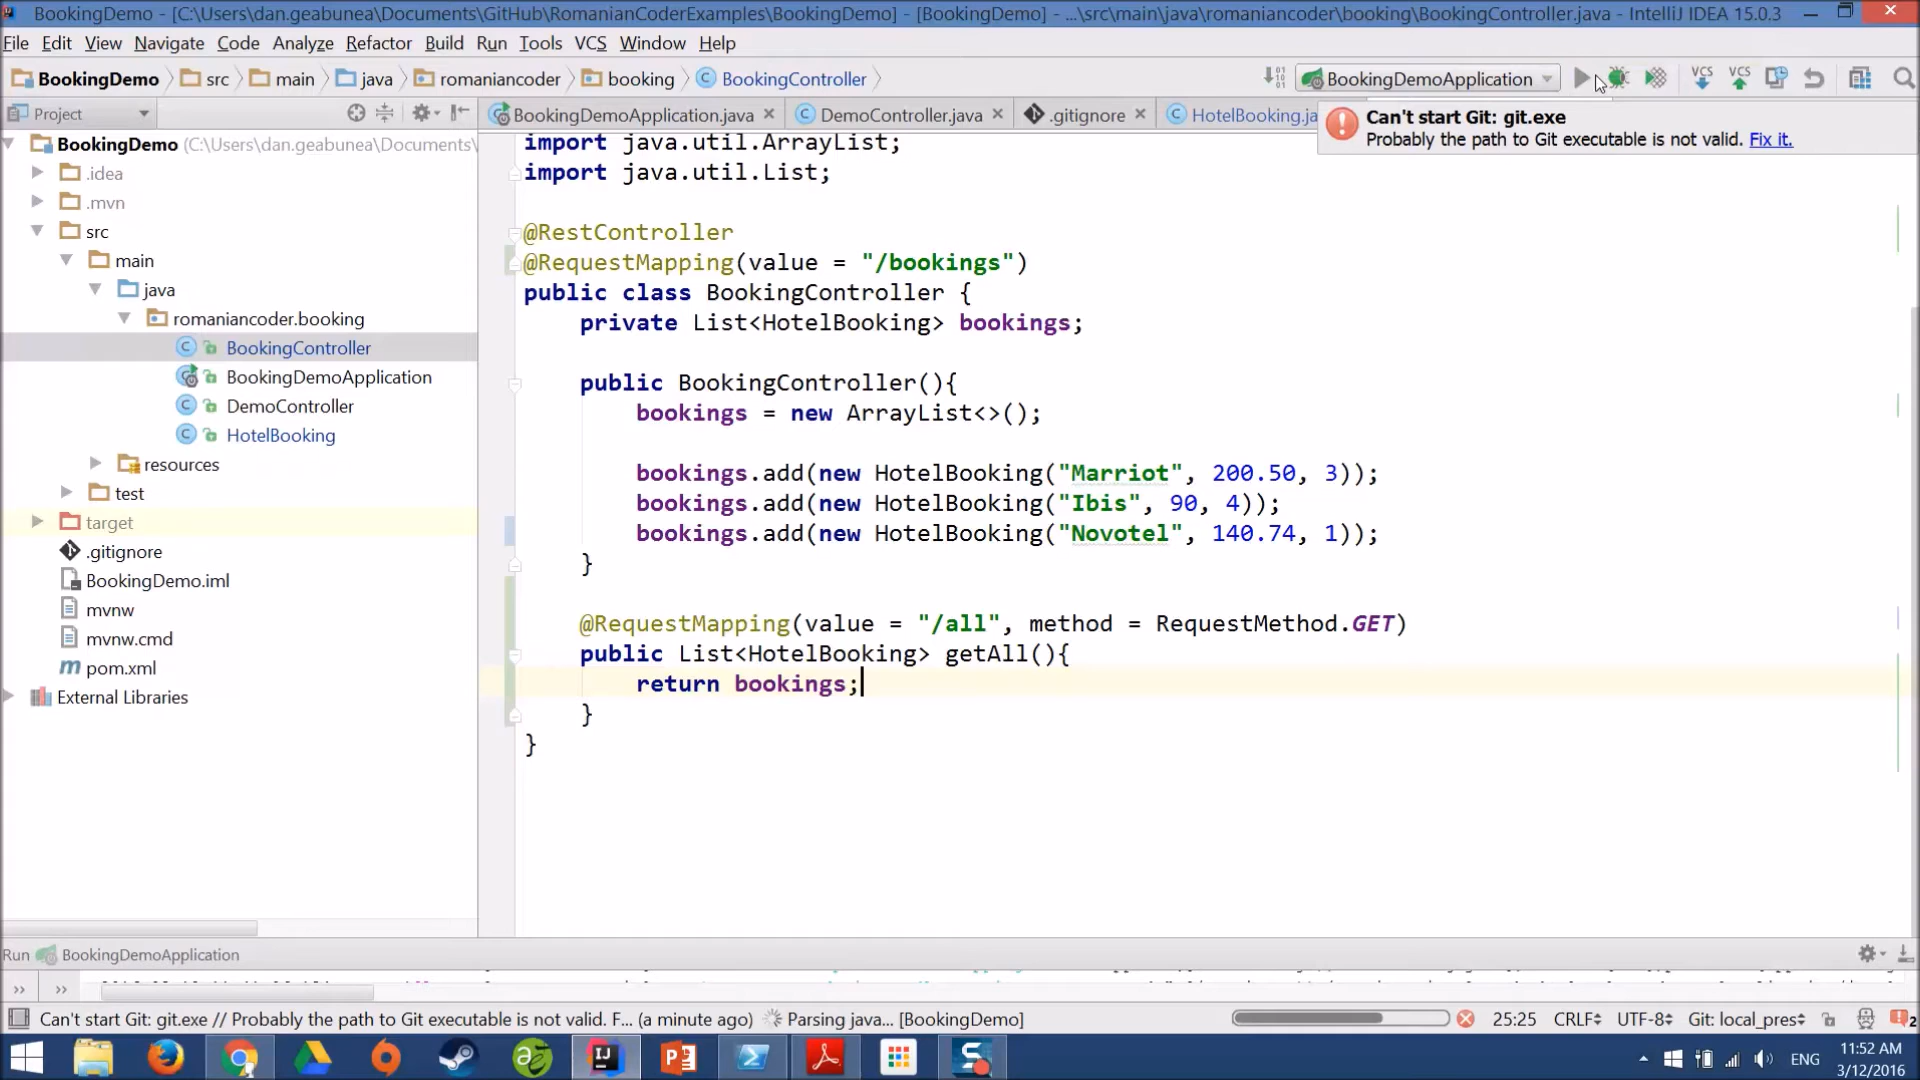 BookingDemo - [C:\Users\dan.geabunea\Documents\GitHub\RomanianCoderExamples\BookingDemo] - [BookingDemo] - ...\src\main\java\romaniancoder\booking\BookingController.java - IntelliJ IDEA 15.0.3
File Edit View Navigate Code Analyze Refactor Build Run Tools VCS Window Help
BookingDemo src main java romaniancoder booking BookingController BookingDemoApplication VCS VCS
Project BookingDemoApplication.java DemoController.java .gitignore HotelBooking.ja
Can't start Git: git.exe
Probably the path to Git executable is not valid. Fix it.
BookingDemo (C:\Users\dan.geabunea\Documents\
.idea
.mvn
src
main
java
romaniancoder.booking
BookingController
BookingDemoApplication
DemoController
HotelBooking
resources
test
target
.gitignore
BookingDemo.iml
mvnw
mvnw.cmd
pom.xml
External Libraries
import java.util.ArrayList;
import java.util.List;
@RestController
@RequestMapping(value = "/bookings")
public class BookingController {
private List<HotelBooking> bookings;
public BookingController(){
bookings = new ArrayList<>();
bookings.add(new HotelBooking("Marriot", 200.50, 3));
bookings.add(new HotelBooking("Ibis", 90, 4));
bookings.add(new HotelBooking("Novotel", 140.74, 1));
}
@RequestMapping(value = "/all", method = RequestMethod.GET)
public List<HotelBooking> getAll(){
return bookings;
}
}
Run BookingDemoApplication
Can't start Git: git.exe // Probably the path to Git executable is not valid. F... (a minute ago) Parsing java... [BookingDemo] 25:25 CRLF UTF-8 Git: local_pres 2
ENG 11:52 AM
3/12/2016